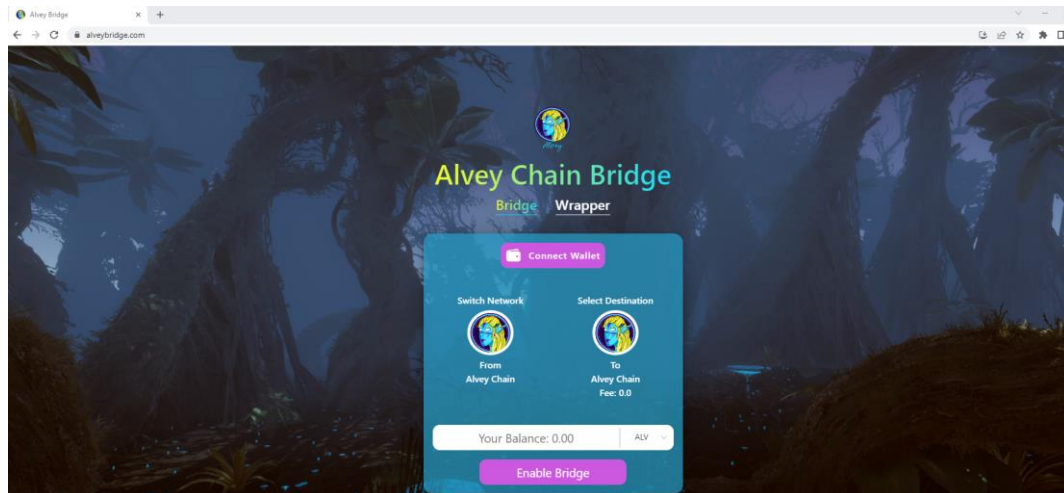 Alvey Bridge
alveybridge.com
Alvey
Alvey Chain Bridge
Bridge Wrapper
Connect Wallet
Switch Network Select Destination
From To
Alvey Chain Alvey Chain
Fee: 0.0
Your Balance: 0.00 ALV
Enable Bridge